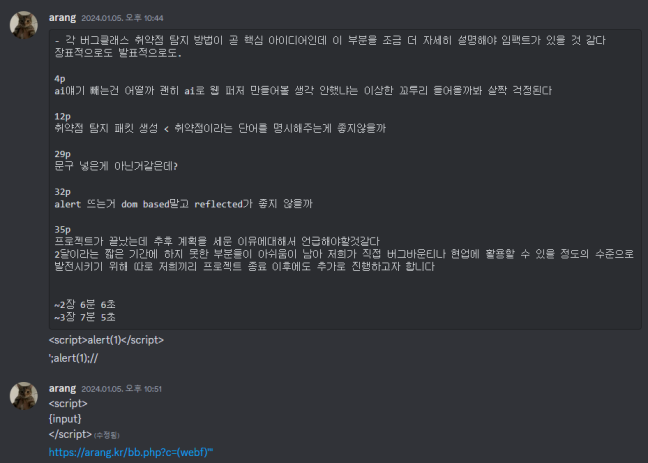 arang 2024.01.05. 오후 10:44
- 각 버그클래스 취약점 탐지 방법이 곧 핵심 아이디어인데 이 부분을 조금 더 자세히 설명해야 임팩트가 있을 것 같다
장표적으로도 발표적으로도.
4p
ai얘기 빼는건 어떨까 괜히 ai로 웹 퍼저 만들어볼 생각 안했냐는 이상한 꼬투리 들어올까봐 살짝 걱정된다
12p
취약점 탐지 패킷 생성 < 취약점이라는 단어를 명시해주는게 좋지않을까
29p
문구 넣은게 아닌거같은데?
32p
alert 뜨는거 dom based말고 reflected가 좋지 않을까
35p
프로젝트가 끝났는데 추후 계획을 세운 이유에대해서 언급해야할것같다
2달이라는 짧은 기간에 하지 못한 부분들이 아쉬움이 남아 저희가 직접 버그바운티나 현업에 활용할 수 있을 정도의 수준으로
발전시키기 위해 따로 저희끼리 프로젝트 종료 이후에도 추가로 진행하고자 합니다
~2장 6분 6초
~3장 7분 5초
<script>alert(1)</script>
';alert(1);//
arang 2024.01.05. 오후 10:51
<script>
{input}
</script> (수정됨)
https://arang.kr/bb.php?c=(webf)'"